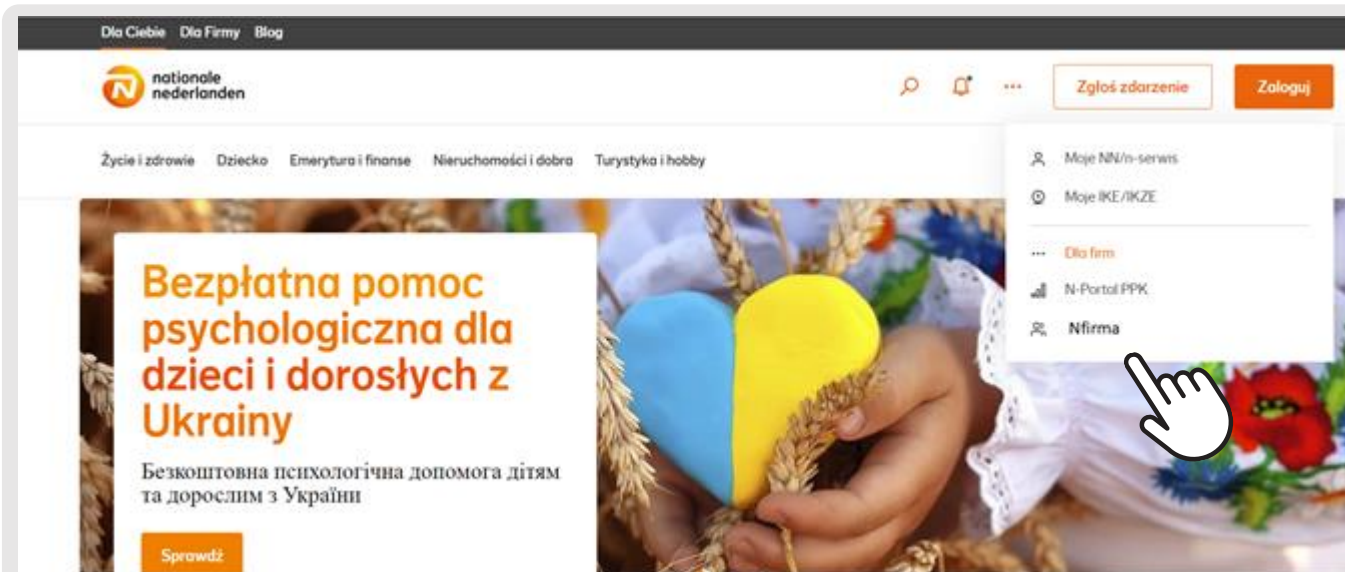 Dla Ciebie Dla Firmy Blog
nationale
nederlanden
Zgłoś zdarzenie
Zaloguj
Życie i zdrowie Dziecko Emerytura i finanse Nieruchomości i dobra Turystyka i hobby
Moje NN/n-serwis
Moje IKE/IKZE
Dla firm
N-Portal PPK
Nfirma
Bezpłatna pomoc
psychologiczna dla
dzieci i dorosłych z
Ukrainy
Безкоштовна психологічна допомога дітям
та дорослим з України
Sprawdź